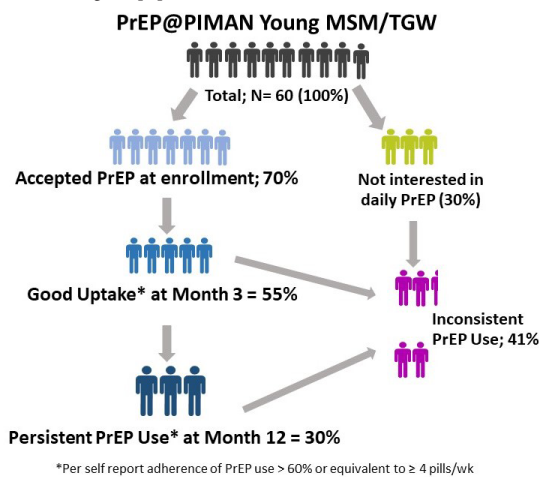 PrEP@PIMAN Young MSM/TGW
Total; N= 60 (100%)
Accepted PrEP at enrollment; 70%
Not interested in
daily PrEP (30%)
Good Uptake* at Month 3 = 55%
Inconsistent
PrEP Use; 41%
Persistent PrEP Use* at Month 12 = 30%
*Per self report adherence of PrEP use > 60% or equivalent to ≥ 4 pills/wk